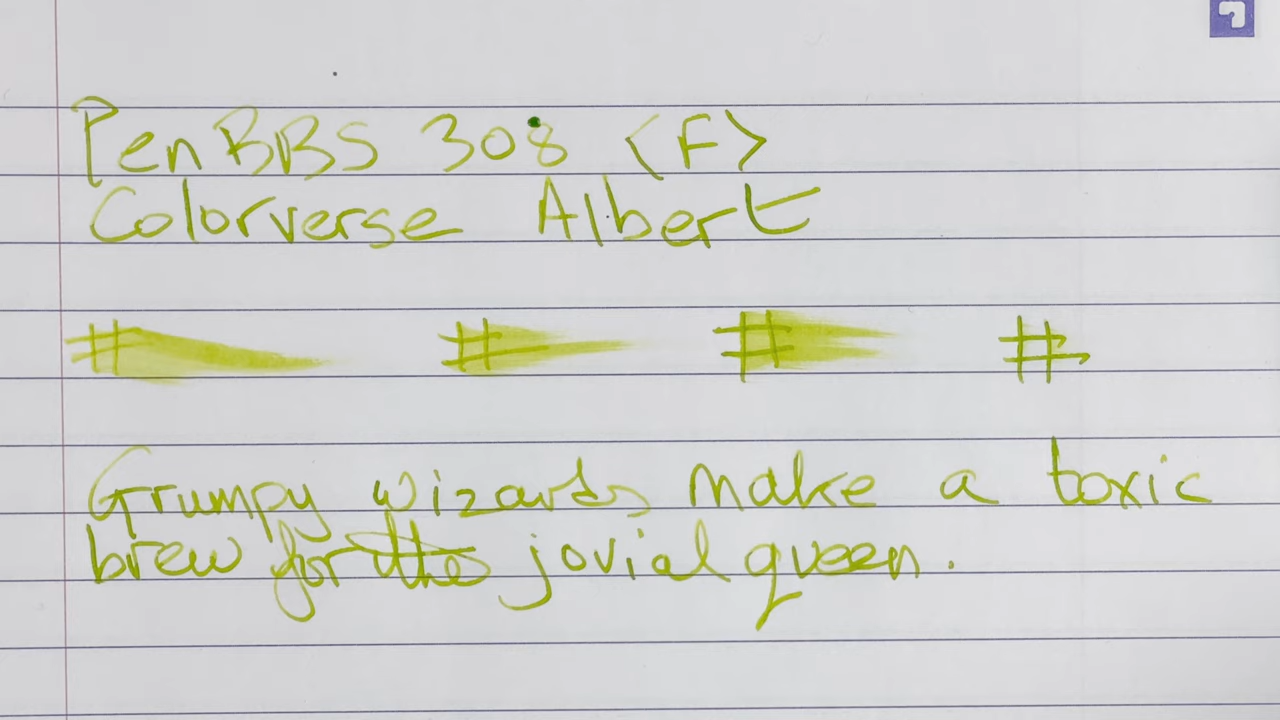 PenBBS 308 <F>
Colorverse Albert
# # # #
Grumpy wizards make a toxic
brew for the jovial queen.